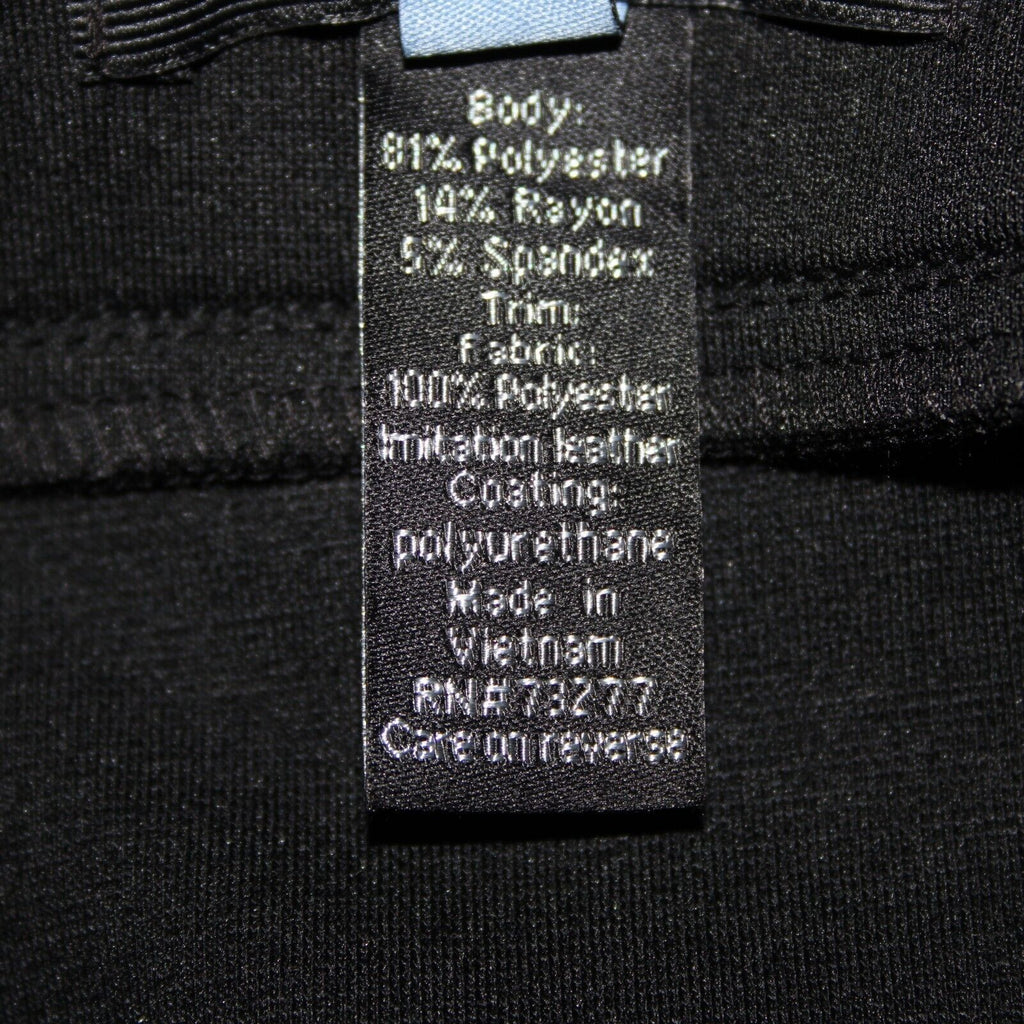 Body:
81% Polyester
14% Rayon
5% Spandex
Trim:
Fabric:
100% Polyester
Imitation leather
Coating:
polyurethane
Made in
Vietnam
RN#73277
Care on reverse